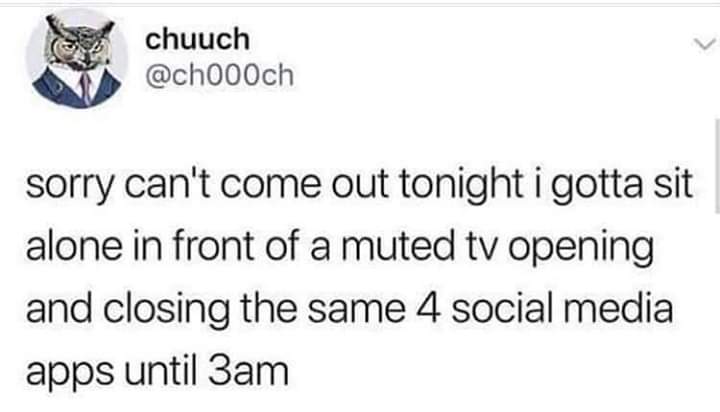 chuuch
@ch000ch
sorry can't come out tonight i gotta sit
alone in front of a muted tv opening
and closing the same 4 social media
apps until 3am